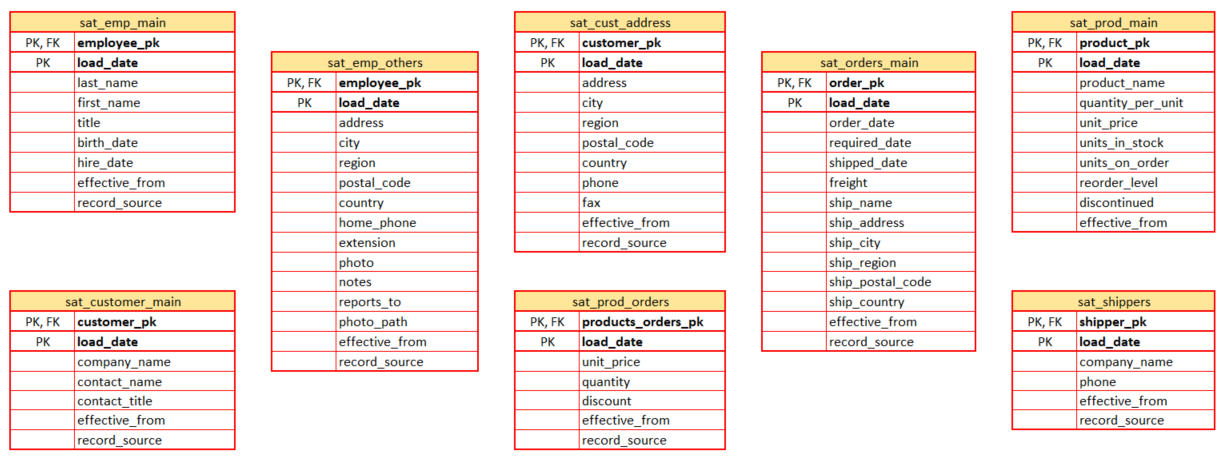 sat_emp_main
PK, FK employee_pk
PK load_date
last_name
first_name
title
birth_date
hire_date
effective_from
record_source
sat_customer_main
PK, FK customer_pk
PK load_date
company_name
contact_name
contact_title
effective_from
record_source
sat_emp_others
PK, FK employee_pk
PK load_date
address
city
region
postal_code
country
home_phone
extension
photo
notes
reports_to
photo_path
effective_from
record_source
sat_cust_address
PK, FK customer_pk
PK load_date
address
city
region
postal_code
country
phone
fax
effective_from
record_source
sat_prod_orders
PK, FK products_orders_pk
PK load_date
unit_price
quantity
discount
effective_from
record_source
sat_orders_main
PK, FK order_pk
PK load_date
order_date
required_date
shipped_date
freight
ship_name
ship_address
ship_city
ship_region
ship_postal_code
ship_country
effective_from
record_source
sat_prod_main
PK, FK product_pk
PK load_date
product_name
quantity_per_unit
unit_price
units_in_stock
units_on_order
reorder_level
discontinued
effective_from
sat_shippers
PK, FK shipper_pk
PK load_date
company_name
phone
effective_from
record_source